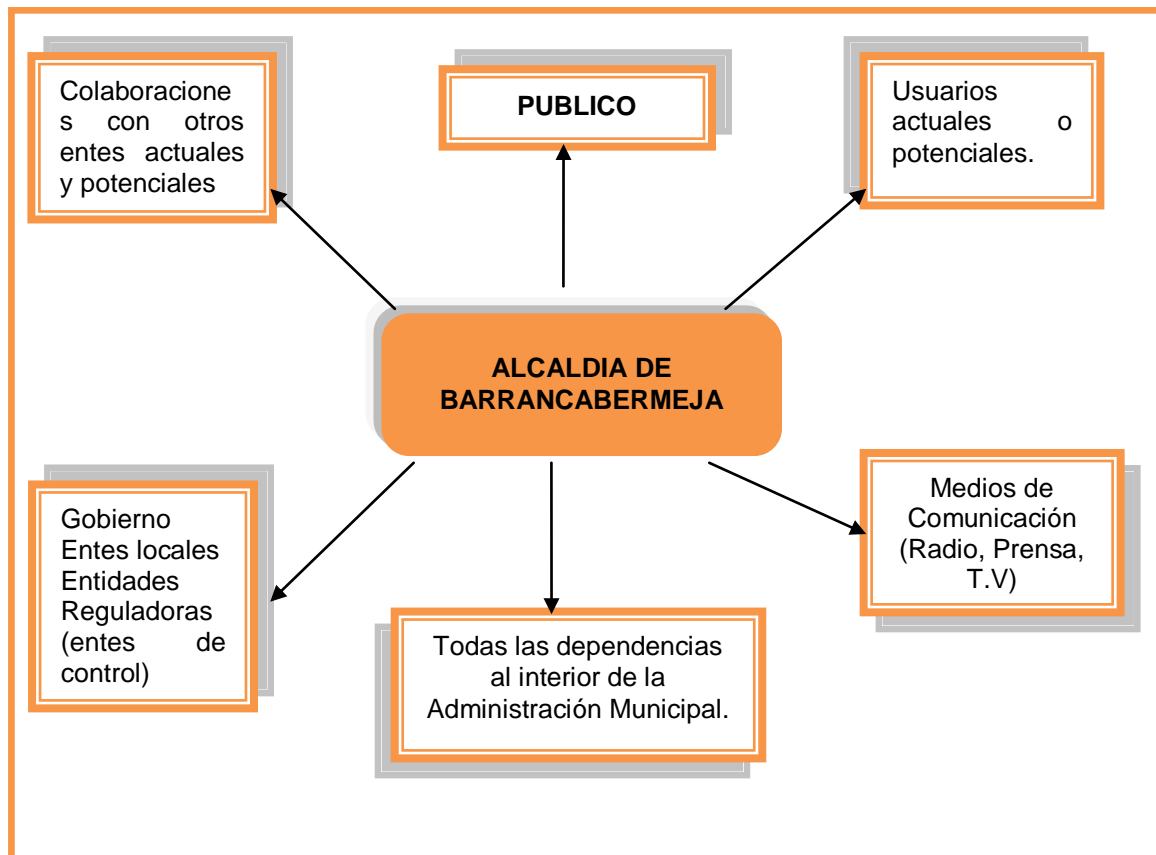 Colaboracione
s con otros
entes actuales
y potenciales
PUBLICO
Usuarios
actuales o
potenciales.
ALCALDIA DE
BARRANCABERMEJA
Gobierno
Entes locales
Entidades
Reguladoras
(entes de
control)
Todas las dependencias
al interior de la
Administración Municipal.
Medios de
Comunicación
(Radio, Prensa,
T.V)